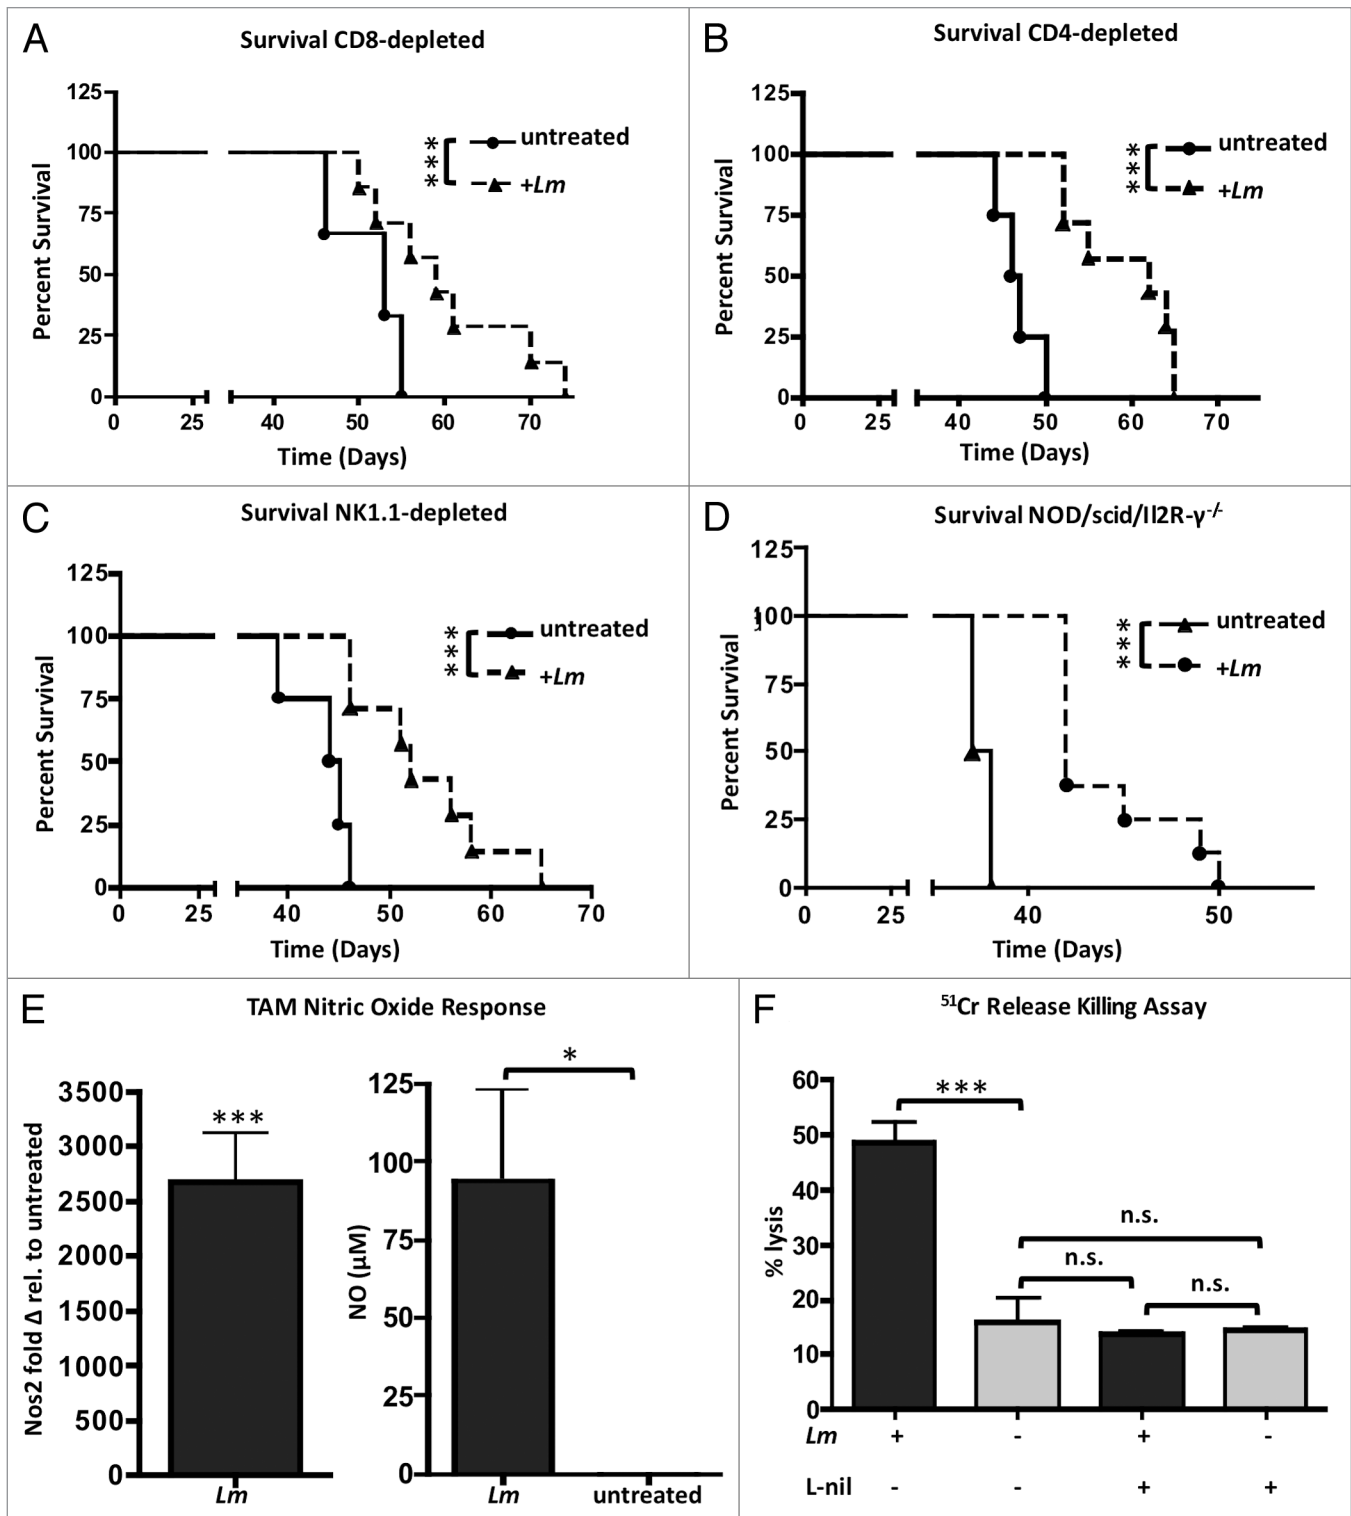 A
Survival CD8-depleted
125
100
75
50
25
0
Percent Survival
0 25 40 50 60 70
Time (Days)
***
untreated
+Lm
B
Survival CD4-depleted
125
100
75
50
25
0
Percent Survival
0 25 40 50 60 70
Time (Days)
***
untreated
+Lm
C
Survival NK1.1-depleted
125
100
75
50
25
0
Percent Survival
0 25 40 50 60 70
Time (Days)
***
untreated
+Lm
D
Survival NOD/scid/Il2R-γ-/-
125
100
75
50
25
0
Percent Survival
0 25 40 50
Time (Days)
***
untreated
+Lm
E
TAM Nitric Oxide Response
3500
3000
2500
2000
1500
1000
500
0
Nos2 fold Δ rel. to untreated
***
Lm
125
100
75
50
25
0
NO (µM)
*
Lm untreated
F
51Cr Release Killing Assay
60
50
40
30
20
10
0
% lysis
***
n.s.
n.s.
n.s.
Lm + - + -
L-nil - - + +